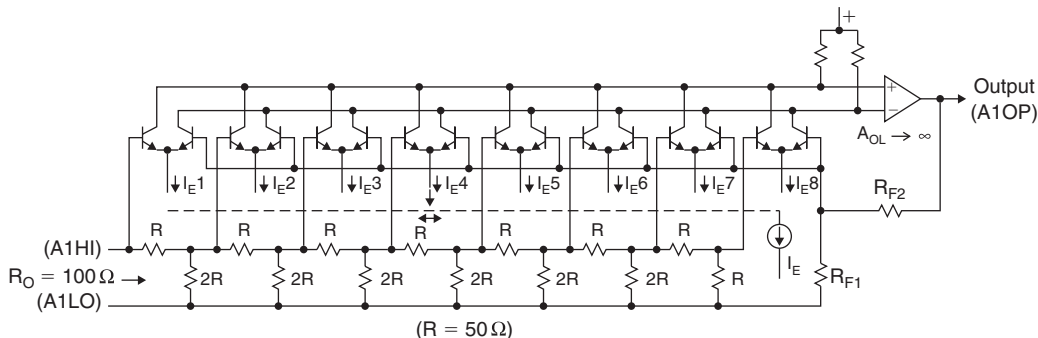 +
+
−
Output
(A1OP)
A_OL → ∞
I_E1
I_E2
I_E3
I_E4
I_E5
I_E6
I_E7
I_E8
R_F2
(A1HI)
R
R
R
R
R
R
R
I_E
R_O = 100 Ω
2R
2R
2R
2R
2R
2R
R
R_F1
(A1LO)
(R = 50 Ω)